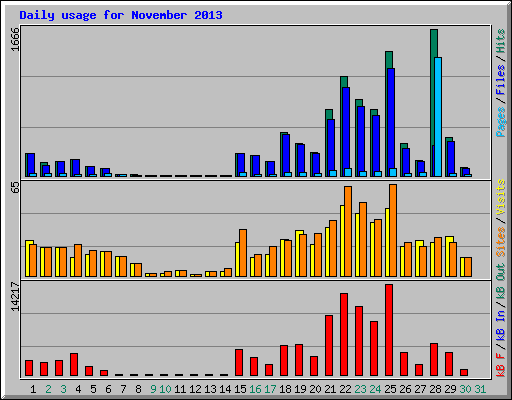 Daily usage for November 2013
1666
Pages / Files / Hits
65
Sites / Visits
14217
kB F / kB In / kB Out
1 2 3 4 5 6 7 8 9 10 11 12 13 14 15 16 17 18 19 20 21 22 23 24 25 26 27 28 29 30 31